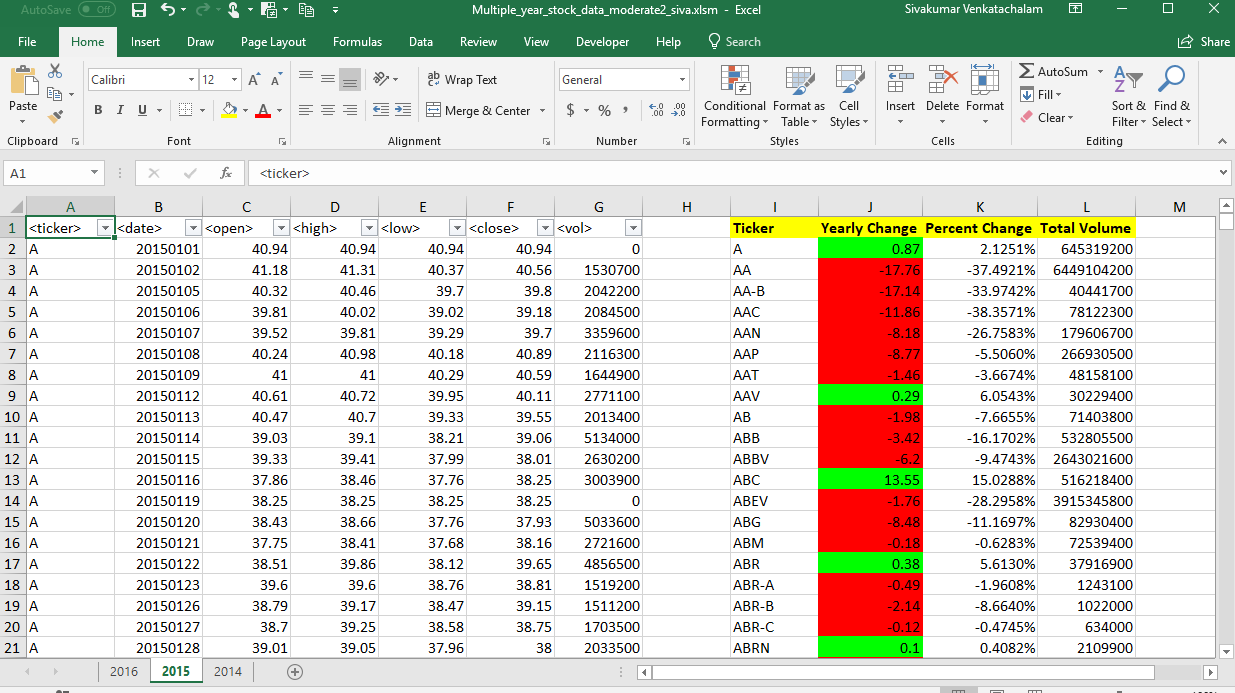 AutoSave Off Multiple_year_stock_data_moderate2_siva.xlsm - Excel Sivakumar Venkatachalam
File Home Insert Draw Page Layout Formulas Data Review View Developer Help Search Share
Calibri 12 A A ab Wrap Text General Conditional Format as Cell Insert Delete Format AutoSum Sort & Find &
Paste B I U A Merge & Center $ % , .00 Formatting Table Styles Fill Clear Filter Select
Clipboard Font Alignment Number Styles Cells Editing
A1 fx <ticker>
A B C D E F G H I J K L M
1 <ticker> <date> <open> <high> <low> <close> <vol> Ticker Yearly Change Percent Change Total Volume
2 A 20150101 40.94 40.94 40.94 40.94 0 A 0.87 2.1251% 645319200
3 A 20150102 41.18 41.31 40.37 40.56 1530700 AA -17.76 -37.4921% 6449104200
4 A 20150105 40.32 40.46 39.7 39.8 2042200 AA-B -17.14 -33.9742% 40441700
5 A 20150106 39.81 40.02 39.02 39.18 2084500 AAC -11.86 -38.3571% 78122300
6 A 20150107 39.52 39.81 39.29 39.7 3359600 AAN -8.18 -26.7583% 179606700
7 A 20150108 40.24 40.98 40.18 40.89 2116300 AAP -8.77 -5.5060% 266930500
8 A 20150109 41 41 40.29 40.59 1644900 AAT -1.46 -3.6674% 48158100
9 A 20150112 40.61 40.72 39.95 40.11 2771100 AAV 0.29 6.0543% 30229400
10 A 20150113 40.47 40.7 39.33 39.55 2013400 AB -1.98 -7.6655% 71403800
11 A 20150114 39.03 39.1 38.21 39.06 5134000 ABB -3.42 -16.1702% 532805500
12 A 20150115 39.33 39.41 37.99 38.01 2630200 ABBV -6.2 -9.4743% 2643021600
13 A 20150116 37.86 38.46 37.76 38.25 3003900 ABC 13.55 15.0288% 516218400
14 A 20150119 38.25 38.25 38.25 38.25 0 ABEV -1.76 -28.2958% 3915345800
15 A 20150120 38.43 38.66 37.76 37.93 5033600 ABG -8.48 -11.1697% 82930400
16 A 20150121 37.75 38.41 37.68 38.16 2721600 ABM -0.18 -0.6283% 72539400
17 A 20150122 38.51 39.86 38.12 39.65 4856500 ABR 0.38 5.6130% 37916900
18 A 20150123 39.6 39.6 38.76 38.81 1519200 ABR-A -0.49 -1.9608% 1243100
19 A 20150126 38.79 39.17 38.47 39.15 1511200 ABR-B -2.14 -8.6640% 1022000
20 A 20150127 38.7 39.25 38.58 38.75 1703500 ABR-C -0.12 -0.4745% 634000
21 A 20150128 39.01 39.05 37.96 38 2033500 ABRN 0.1 0.4082% 2109900
2016 2015 2014